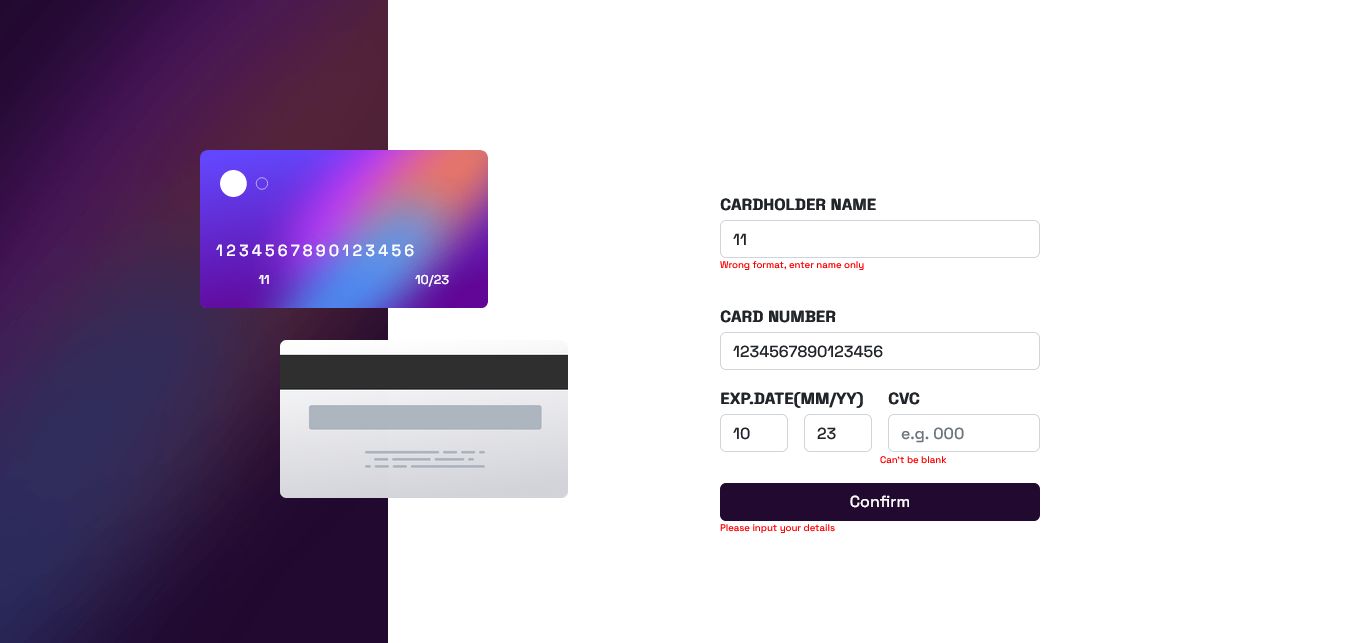 1234567890123456
11 10/23
CARDHOLDER NAME
11
Wrong format, enter name only
CARD NUMBER
1234567890123456
EXP.DATE(MM/YY) CVC
10 23 e.g. 000
Can't be blank
Confirm
Please input your details